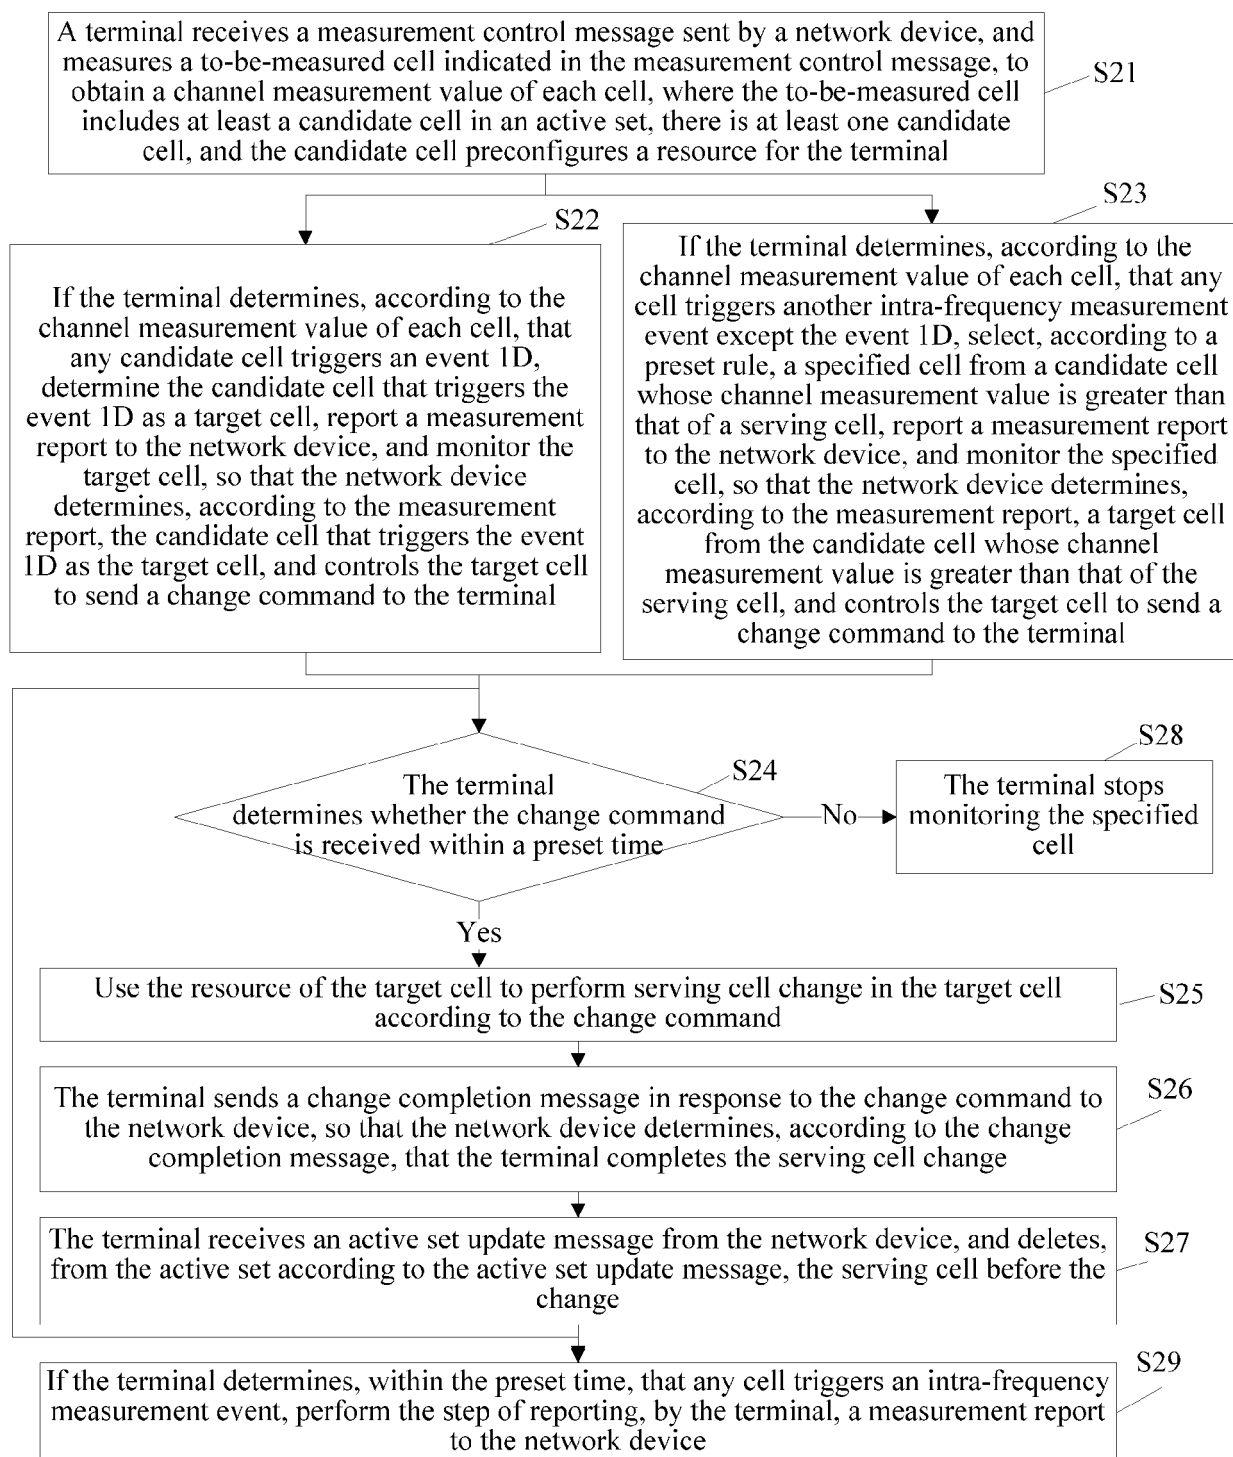 A terminal receives a measurement control message sent by a network device, and
measures a to-be-measured cell indicated in the measurement control message, to
obtain a channel measurement value of each cell, where the to-be-measured cell
includes at least a candidate cell in an active set, there is at least one candidate
cell, and the candidate cell preconfigures a resource for the terminal
S21
S22
If the terminal determines, according to the
channel measurement value of each cell, that
any candidate cell triggers an event 1D,
determine the candidate cell that triggers the
event 1D as a target cell, report a measurement
report to the network device, and monitor the
target cell, so that the network device
determines, according to the measurement
report, the candidate cell that triggers the event
1D as the target cell, and controls the target cell
to send a change command to the terminal
S23
If the terminal determines, according to the
channel measurement value of each cell, that any
cell triggers another intra-frequency measurement
event except the event 1D, select, according to a
preset rule, a specified cell from a candidate cell
whose channel measurement value is greater than
that of a serving cell, report a measurement report
to the network device, and monitor the specified
cell, so that the network device determines,
according to the measurement report, a target cell
from the candidate cell whose channel
measurement value is greater than that of the
serving cell, and controls the target cell to send a
change command to the terminal
S24
The terminal
determines whether the change command
is received within a preset time
No
S28
The terminal stops
monitoring the specified
cell
Yes
Use the resource of the target cell to perform serving cell change in the target cell
according to the change command
S25
The terminal sends a change completion message in response to the change command to
the network device, so that the network device determines, according to the change
completion message, that the terminal completes the serving cell change
S26
The terminal receives an active set update message from the network device, and deletes,
from the active set according to the active set update message, the serving cell before the
change
S27
If the terminal determines, within the preset time, that any cell triggers an intra-frequency
measurement event, perform the step of reporting, by the terminal, a measurement report
to the network device
S29